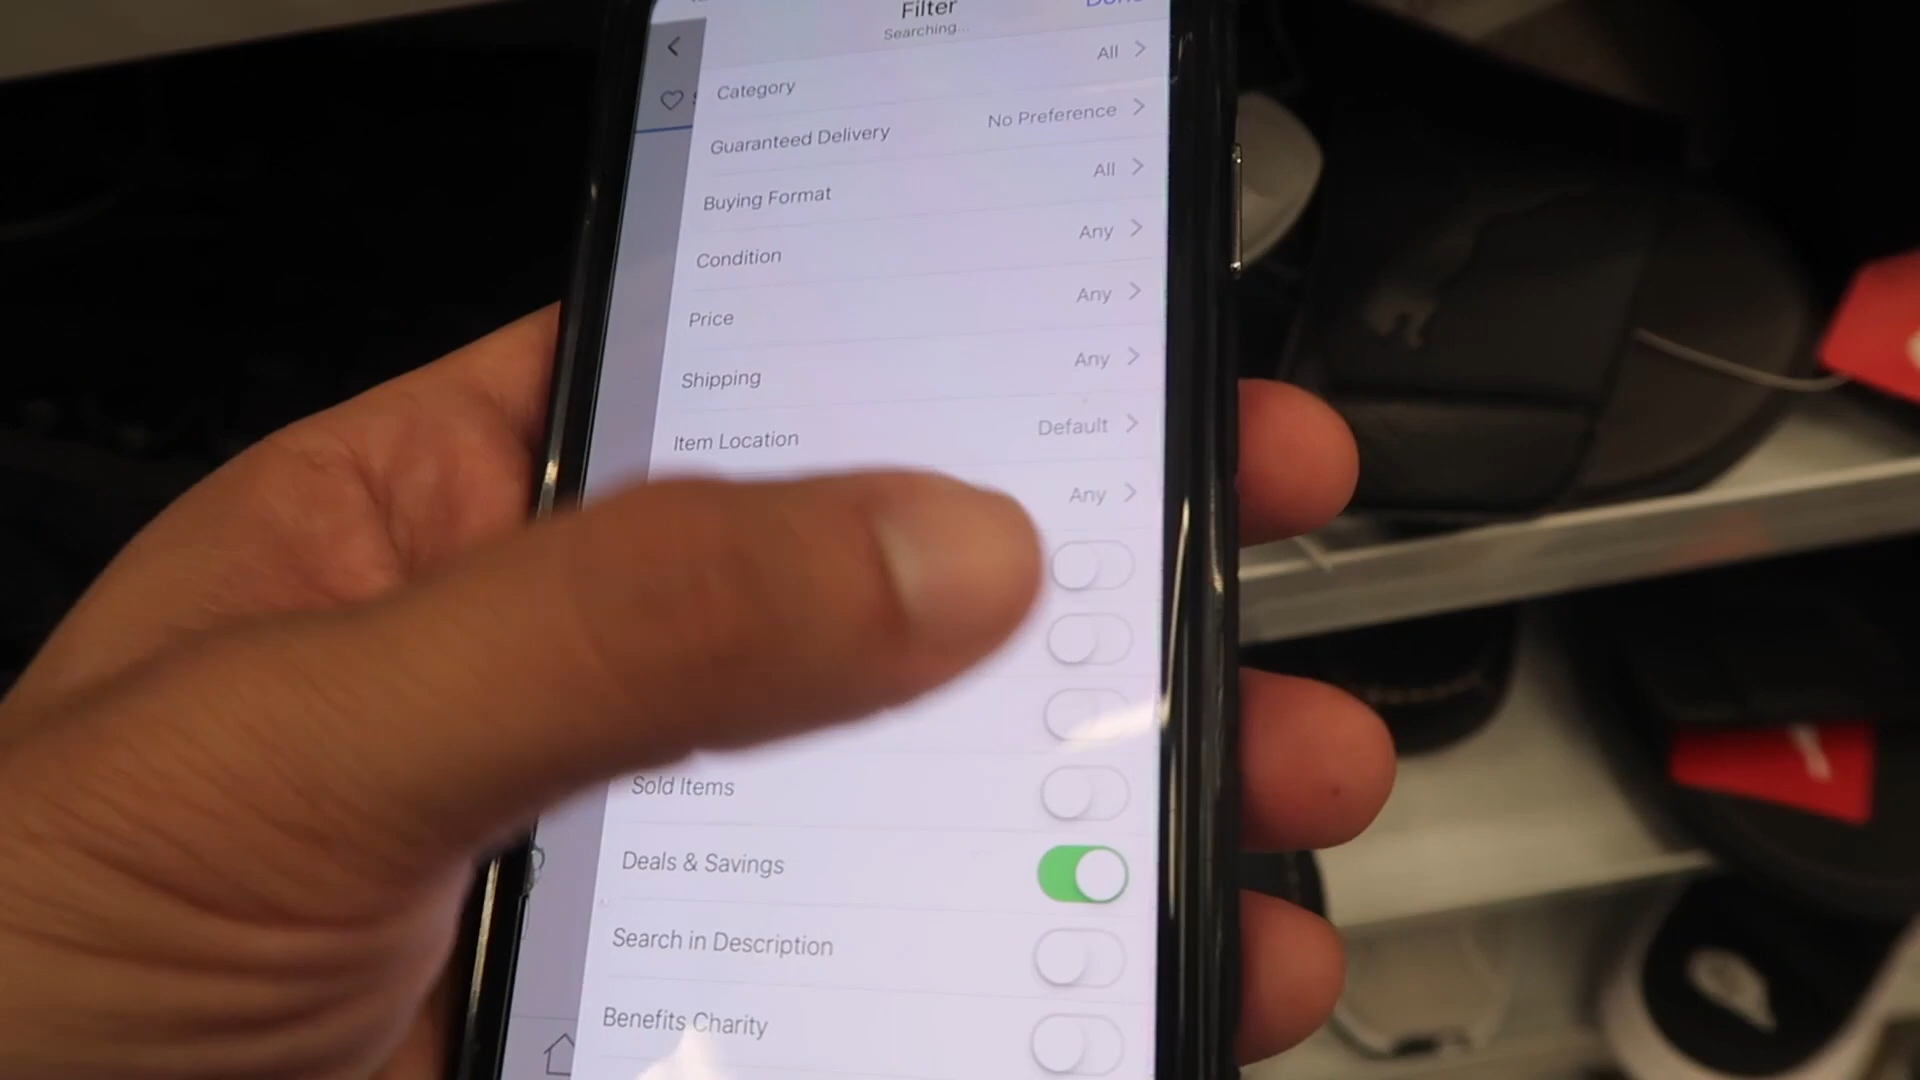 Filter
Done
Searching...
Category All
Guaranteed Delivery No Preference
Buying Format All
Condition Any
Price Any
Shipping Any
Item Location Default
Any
Sold Items
Deals & Savings
Search in Description
Benefits Charity